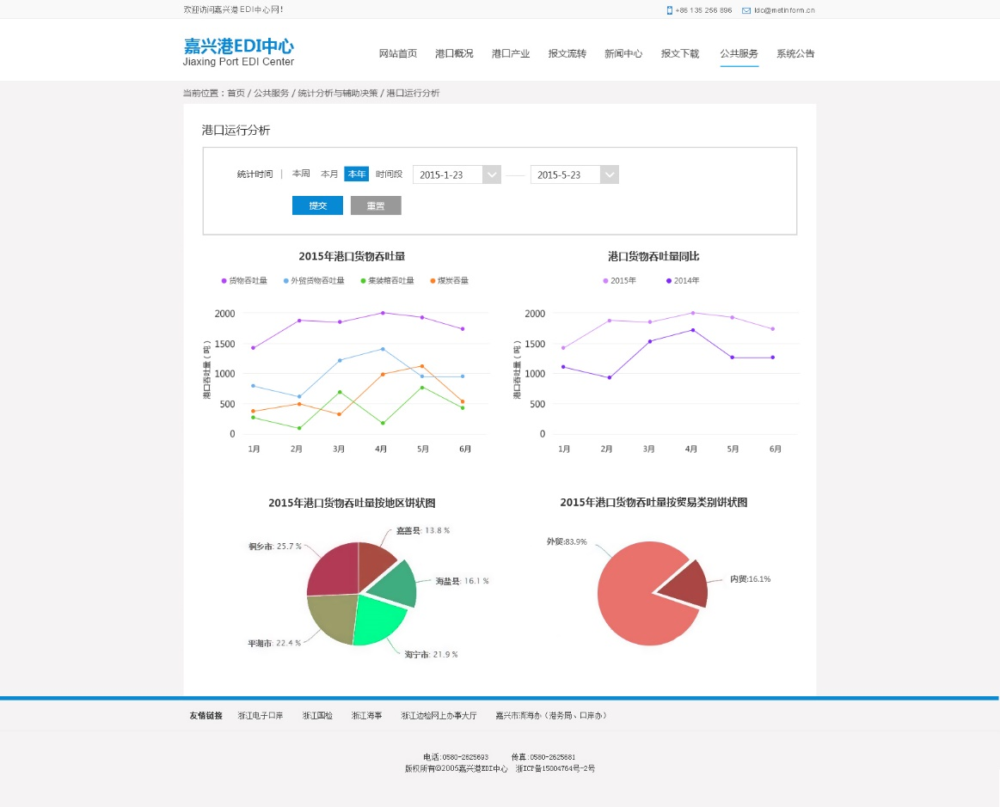 欢迎访问嘉兴港EDI中心网！ +86 135 256 896 ldc@metinform.cn
嘉兴港EDI中心
Jiaxing Port EDI Center
网站首页 港口概况 港口产业 报文流转 新闻中心 报文下载 公共服务 系统公告
当前位置：首页 / 公共服务 / 统计分析与辅助决策 / 港口运行分析
港口运行分析
统计时间 | 本周 本月 本年 时间段 2015-1-23 2015-5-23
提交 重置
2015年港口货物吞吐量
货物吞吐量 外贸货物吞吐量 集装箱吞吐量 煤炭吞量
港口吞吐量（吨）
2000
1500
1000
500
0
1月 2月 3月 4月 5月 6月
港口货物吞吐量同比
2015年 2014年
港口吞吐量（吨）
2000
1500
1000
500
0
1月 2月 3月 4月 5月 6月
2015年港口货物吞吐量按地区饼状图
嘉善县: 13.8 %
桐乡市: 25.7 %
海盐县: 16.1 %
平湖市: 22.4 %
海宁市: 21.9 %
2015年港口货物吞吐量按贸易类别饼状图
外贸:83.9%
内贸:16.1%
友情链接 浙江电子口岸 浙江国检 浙江海事 浙江边检网上办事大厅 嘉兴市滨海办（港务局、口岸办）
电话:0580-2625693 传真:0580-2625681
版权所有©2005嘉兴港EDI中心 浙ICP备15004764号-2号